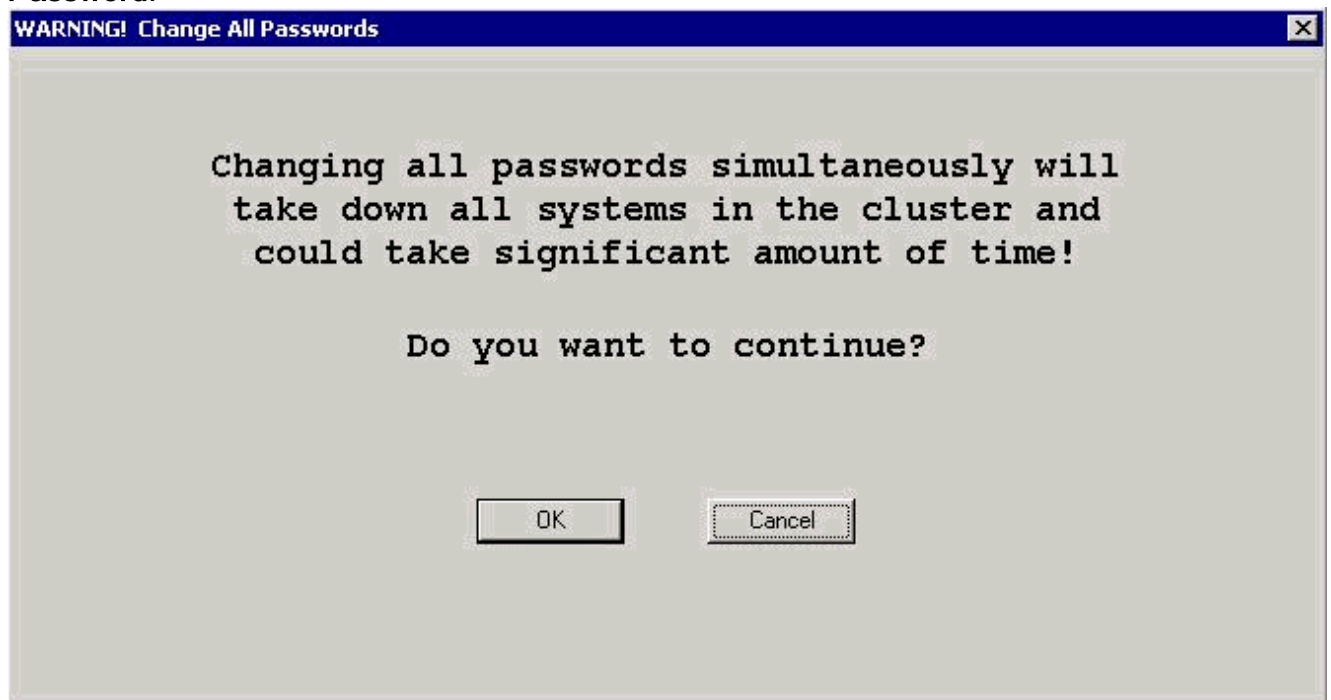 Password.
WARNING! Change All Passwords
Changing all passwords simultaneously will
take down all systems in the cluster and
could take significant amount of time!
Do you want to continue?
OK Cancel